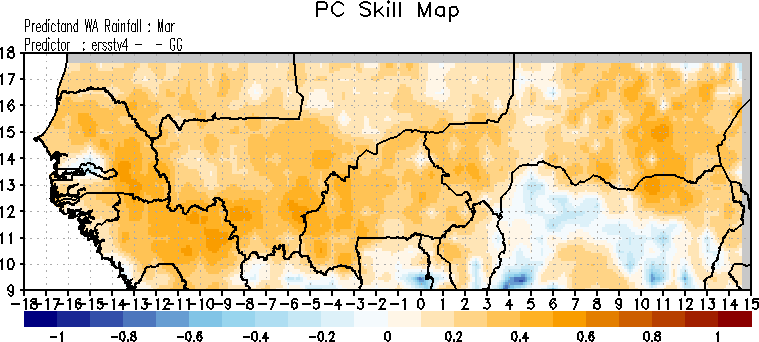 PC Skill Map
Predictand WA Rainfall : Mar
Predictor : ersstv4 - - GG
18
17
16
15
14
13
12
11
10
9
-18 -17 -16 -15 -14 -13 -12 -11 -10 -9 -8 -7 -6 -5 -4 -3 -2 -1 0 1 2 3 4 5 6 7 8 9 10 11 12 13 14 15
-1 -0.8 -0.6 -0.4 -0.2 0 0.2 0.4 0.6 0.8 1